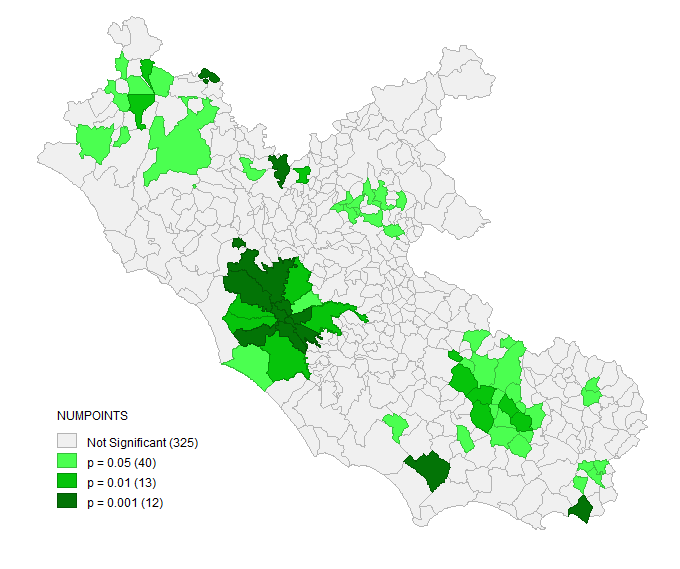 NUMPOINTS
Not Significant (325)
p = 0.05 (40)
p = 0.01 (13)
p = 0.001 (12)